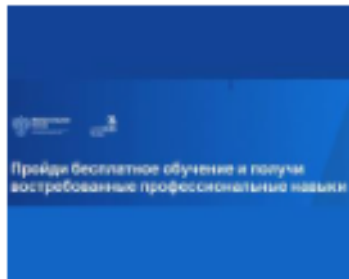 Пройди бесплатное обучение и получи
востребованные профессиональные навыки